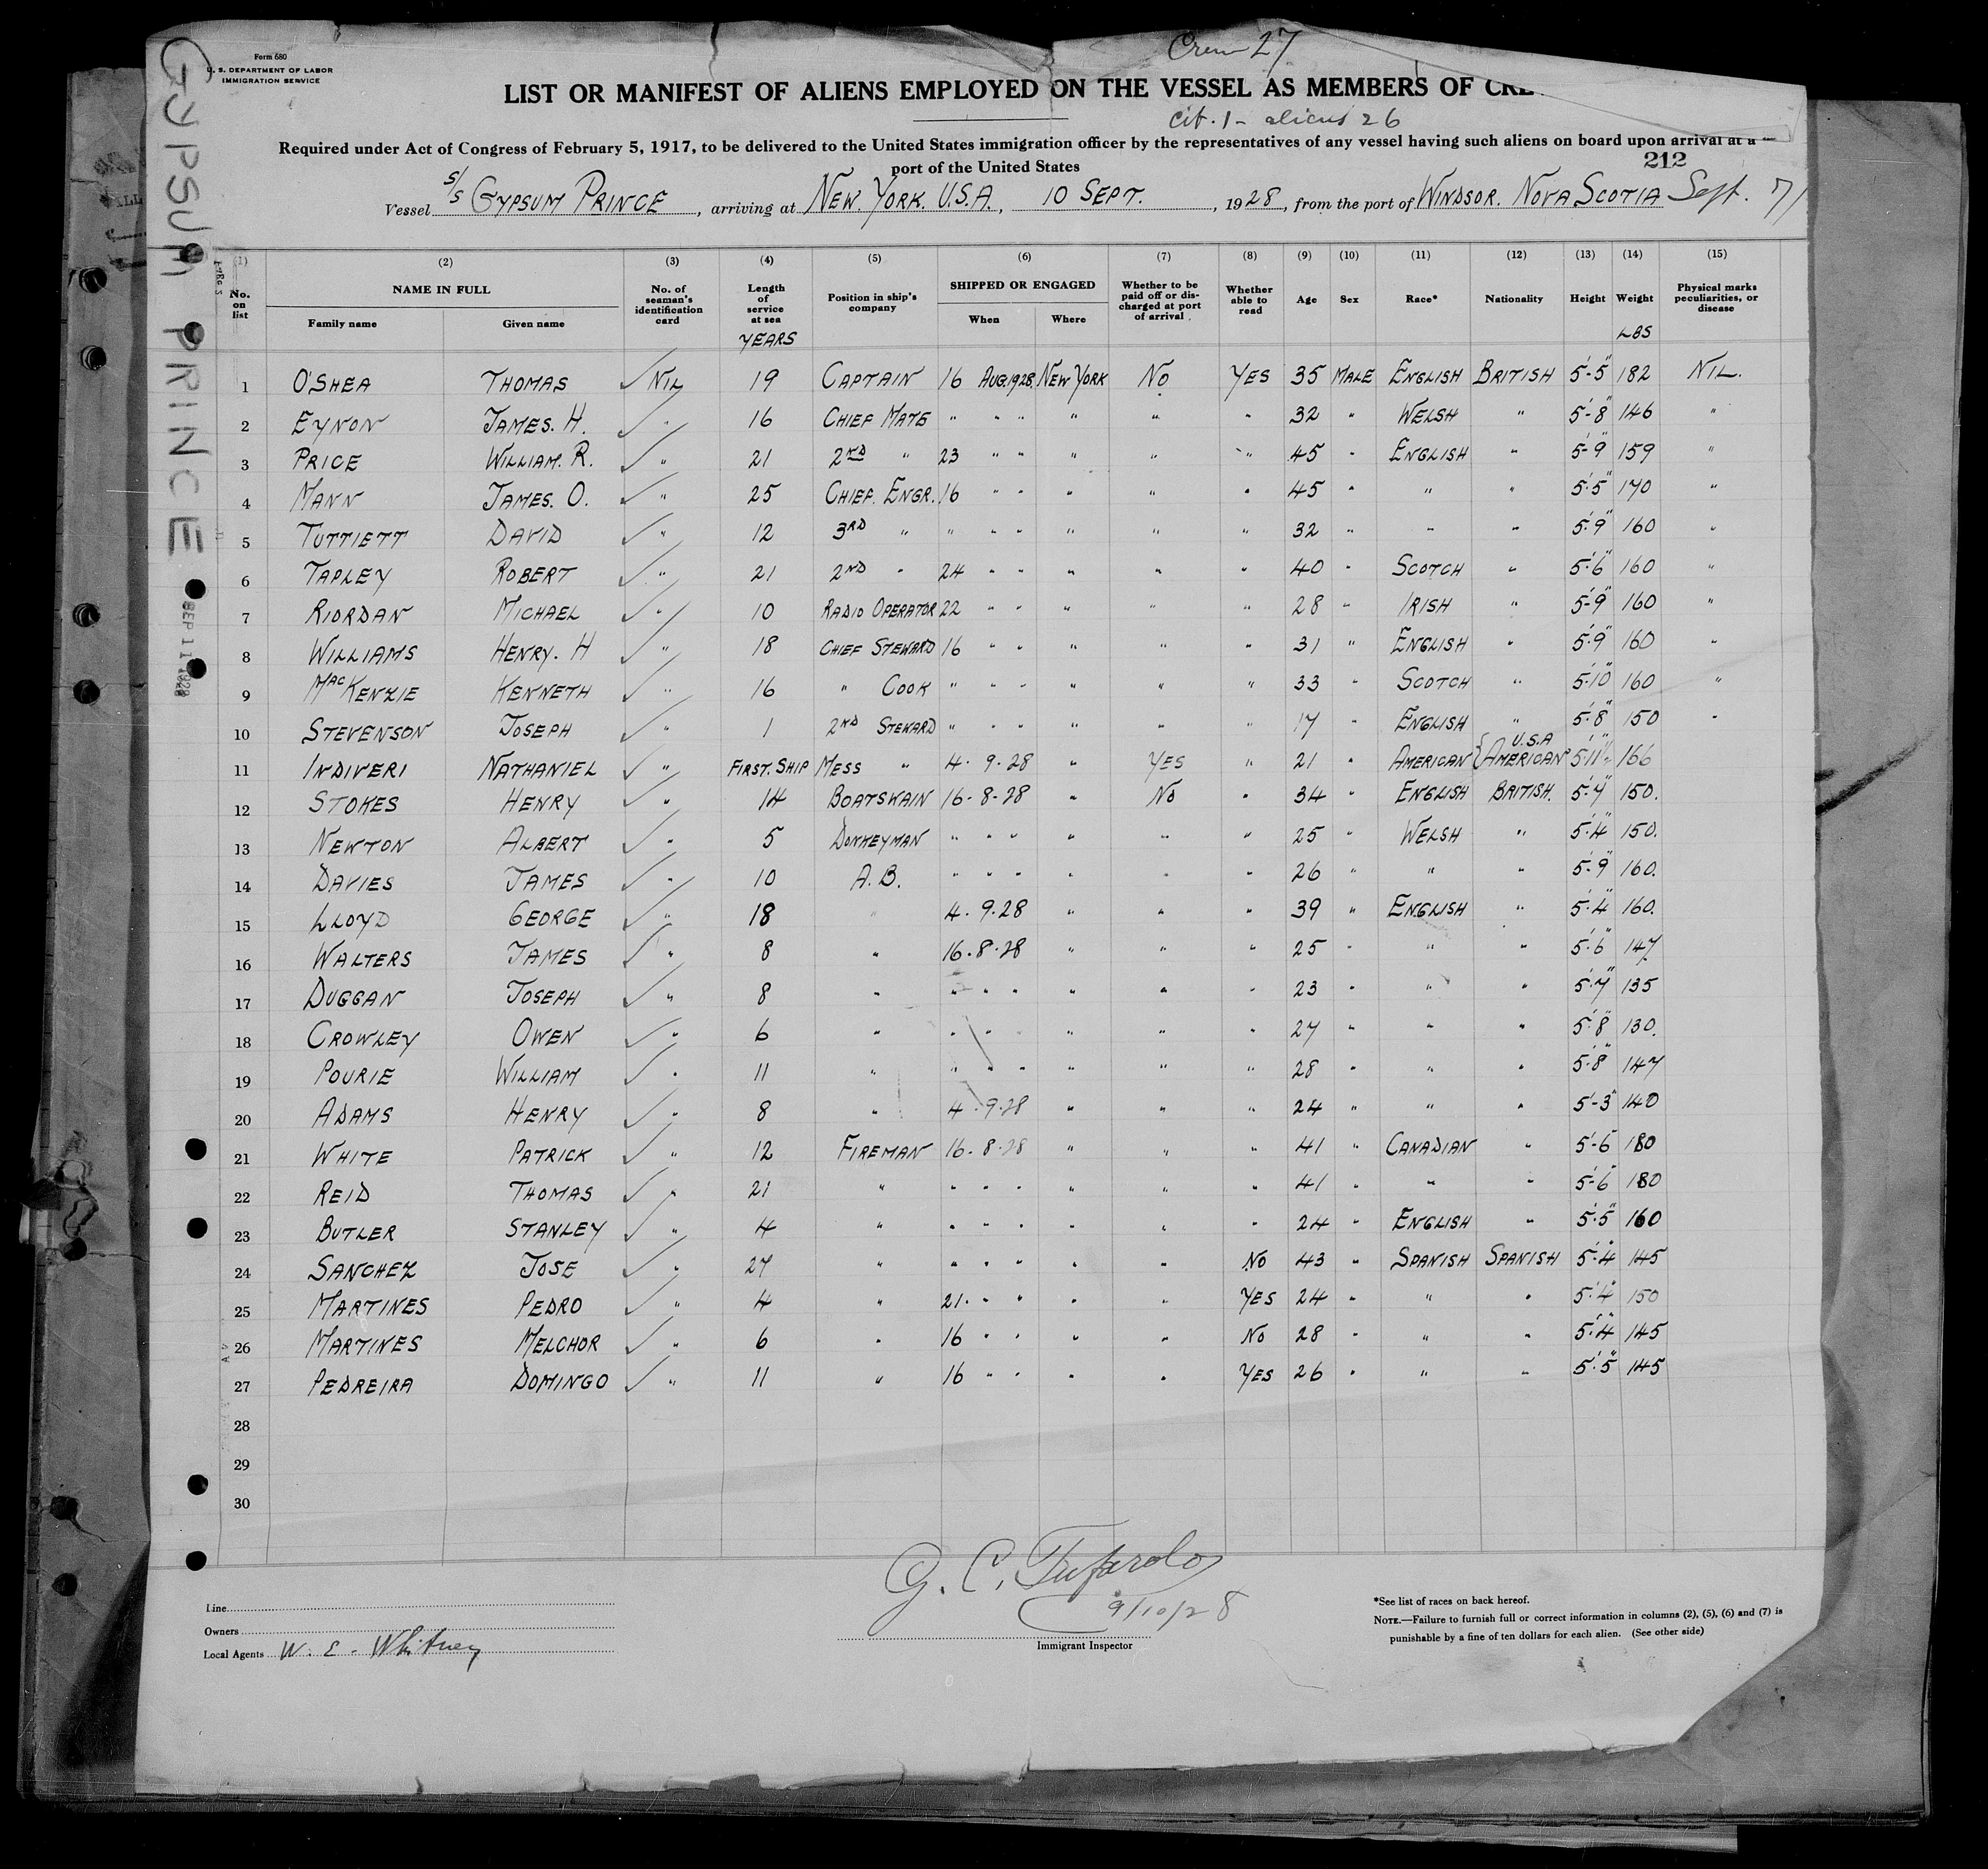 Form 680
U. S. DEPARTMENT OF LABOR
IMMIGRATION SERVICE
Crew 27
LIST OR MANIFEST OF ALIENS EMPLOYED ON THE VESSEL AS MEMBERS OF CRE
cit. 1 - aliens 26
Required under Act of Congress of February 5, 1917, to be delivered to the United States immigration officer by the representatives of any vessel having such aliens on board upon arrival at a
port of the United States
212
Vessel S/S GYPSUM PRINCE, arriving at NEW. YORK. U.S.A., 10 SEPT., 1928, from the port of WINDSOR. NOVA SCOTIA Sept. 7/
GYPSUM PRINCE
SEP 11 1928
(1) (2) (3) (4) (5) (6) (7) (8) (9) (10) (11) (12) (13) (14) (15)
No. on list | NAME IN FULL | Family name | Given name | No. of seaman's identification card | Length of service at sea YEARS | Position in ship's company | SHIPPED OR ENGAGED | When | Where | Whether to be paid off or discharged at port of arrival | Whether able to read | Age | Sex | Race* | Nationality | Height | Weight LBS | Physical marks peculiarities, or disease
1 O'SHEA THOMAS ✓ NIL 19 CAPTAIN 16 AUG.1928. NEW YORK NO YES 35 MALE ENGLISH BRITISH 5'-5" 182 NIL.
2 EYNON JAMES. H. ✓ " 16 CHIEF MATE " " " " " " 32 " WELSH " 5'-8" 146 "
3 PRICE WILLIAM. R. ✓ " 21 2ND " 23 " " " " " 45 " ENGLISH " 5'-9" 159 "
4 MANN JAMES. O. ✓ " 25 CHIEF. ENGR. 16 " " " " " 45 " " " 5'.5" 170 "
5 TUTTIETT DAVID ✓ " 12 3RD " " " " " " " 32 " " " 5'.9" 160 "
6 TAPLEY ROBERT ✓ " 21 2ND " 24 " " " " " 40 " SCOTCH " 5'.6" 160 "
7 RIORDAN MICHAEL ✓ " 10 RADIO OPERATOR 22 " " " " " 28 " IRISH " 5'-9" 160 "
8 WILLIAMS HENRY. H ✓ " 18 CHIEF STEWARD 16 " " " " " 31 " ENGLISH " 5'.9" 160 "
9 MACKENZIE KENNETH ✓ " 16 " COOK " " " " " " 33 " SCOTCH " 5'.10" 160 "
10 STEVENSON JOSEPH ✓ " 1 2ND STEWARD " " " " " " 17 " ENGLISH " 5'.8" 150 "
11 INDIVERI NATHANIEL ✓ " FIRST. SHIP MESS " 4. 9.28 " YES " 21 " AMERICAN { U.S.A AMERICAN 5'.11½" 166
12 STOKES HENRY ✓ " 14 BOATSWAIN 16-8-28 " NO " 34 " ENGLISH BRITISH. 5'.7" 150.
13 NEWTON ALBERT ✓ " 5 DONKEYMAN " " " " " " 25 " WELSH " 5'.4" 150.
14 DAVIES JAMES ✓ " 10 A.B. " " " " " " 26 " " " 5'.9" 160.
15 LLOYD GEORGE ✓ " 18 " 4. 9.28 " " " 39 " ENGLISH " 5'.4" 160.
16 WALTERS JAMES ✓ " 8 " 16.8.28 " " " 25 " " " 5'.6" 147
17 DUGGAN JOSEPH ✓ " 8 " " " " " " " 23 " " " 5'.7" 135
18 CROWLEY OWEN ✓ " 6 " " " " " " " 27 " " " 5'.8" 130.
19 POURIE WILLIAM ✓ " 11 " " " " " " " 28 " " " 5'.8" 147
20 ADAMS HENRY ✓ " 8 " 4.9.28 " " " 24 " " " 5'-3" 140
21 WHITE PATRICK ✓ " 12 FIREMAN 16-8-28 " " " 41 " CANADIAN " 5'-6" 180
22 REID THOMAS ✓ " 21 " " " " " " " 41 " " " 5'-6" 180
23 BUTLER STANLEY ✓ " 4 " " " " " " " 24 " ENGLISH " 5'.5" 160
24 SANCHEZ JOSE ✓ " 27 " " " " " " NO 43 " SPANISH SPANISH 5'.4" 145
25 MARTINES PEDRO ✓ " 4 " 21. " " " " YES 24 " " " 5'.4" 150
26 MARTINES MELCHOR ✓ " 6 " 16 " " " " NO 28 " " " 5'.4" 145
27 PEDREIRA DOMINGO ✓ " 11 " 16 " " " " YES 26 " " " 5'.5" 145
28
29
30
G. C.
9/10/28
Immigrant Inspector
Line
Owners
Local Agents W. E. Whitney
*See list of races on back hereof.
NOTE.—Failure to furnish full or correct information in columns (2), (5), (6) and (7) is
punishable by a fine of ten dollars for each alien. (See other side)